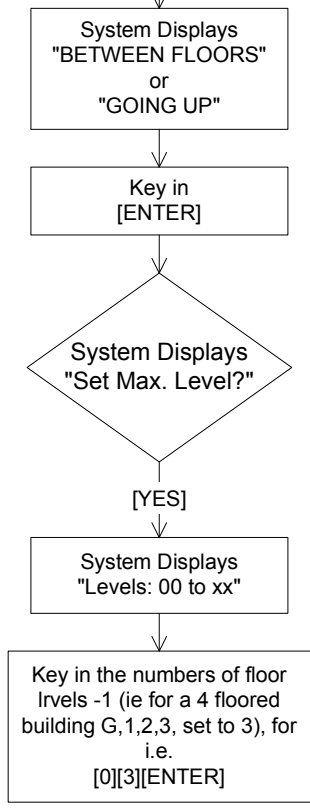 System Displays
"BETWEEN FLOORS"
or
"GOING UP"
Key in
[ENTER]
System Displays
"Set Max. Level?"
[YES]
System Displays
"Levels: 00 to xx"
Key in the numbers of floor
lrvels -1 (ie for a 4 floored
building G,1,2,3, set to 3), for
i.e.
[0][3][ENTER]